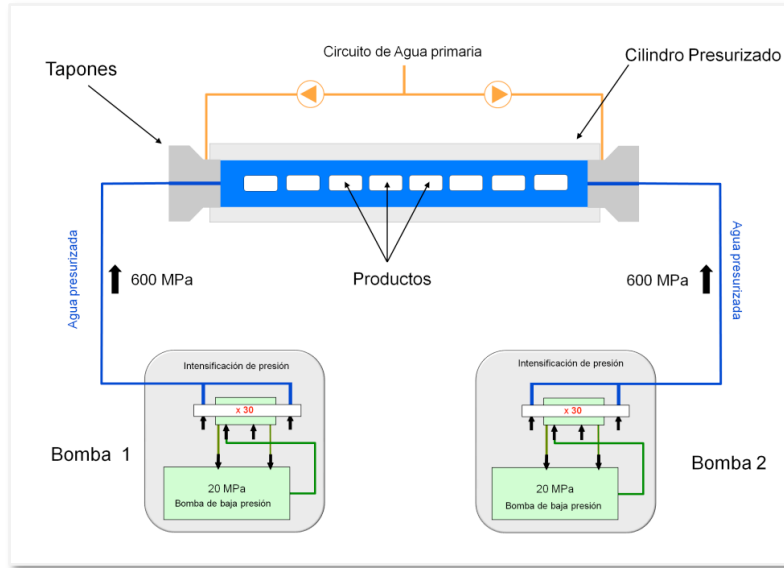 Circuito de Agua primaria
Cilindro Presurizado
Tapones
Productos
Agua presurizada
600 MPa
600 MPa
Agua presurizada
Intensificación de presión
x 30
Bomba 1
20 MPa
Bomba de baja presión
Intensificación de presión
x 30
Bomba 2
20 MPa
Bomba de baja presión